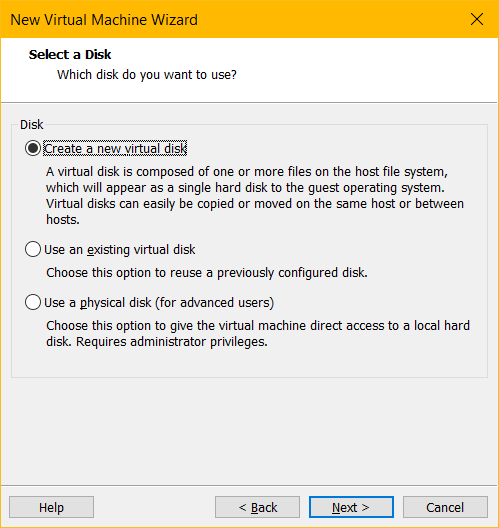 New Virtual Machine Wizard
Select a Disk
Which disk do you want to use?
Disk
Create a new virtual disk
A virtual disk is composed of one or more files on the host file system,
which will appear as a single hard disk to the guest operating system.
Virtual disks can easily be copied or moved on the same host or between
hosts.
Use an existing virtual disk
Choose this option to reuse a previously configured disk.
Use a physical disk (for advanced users)
Choose this option to give the virtual machine direct access to a local hard
disk. Requires administrator privileges.
Help
< Back
Next >
Cancel